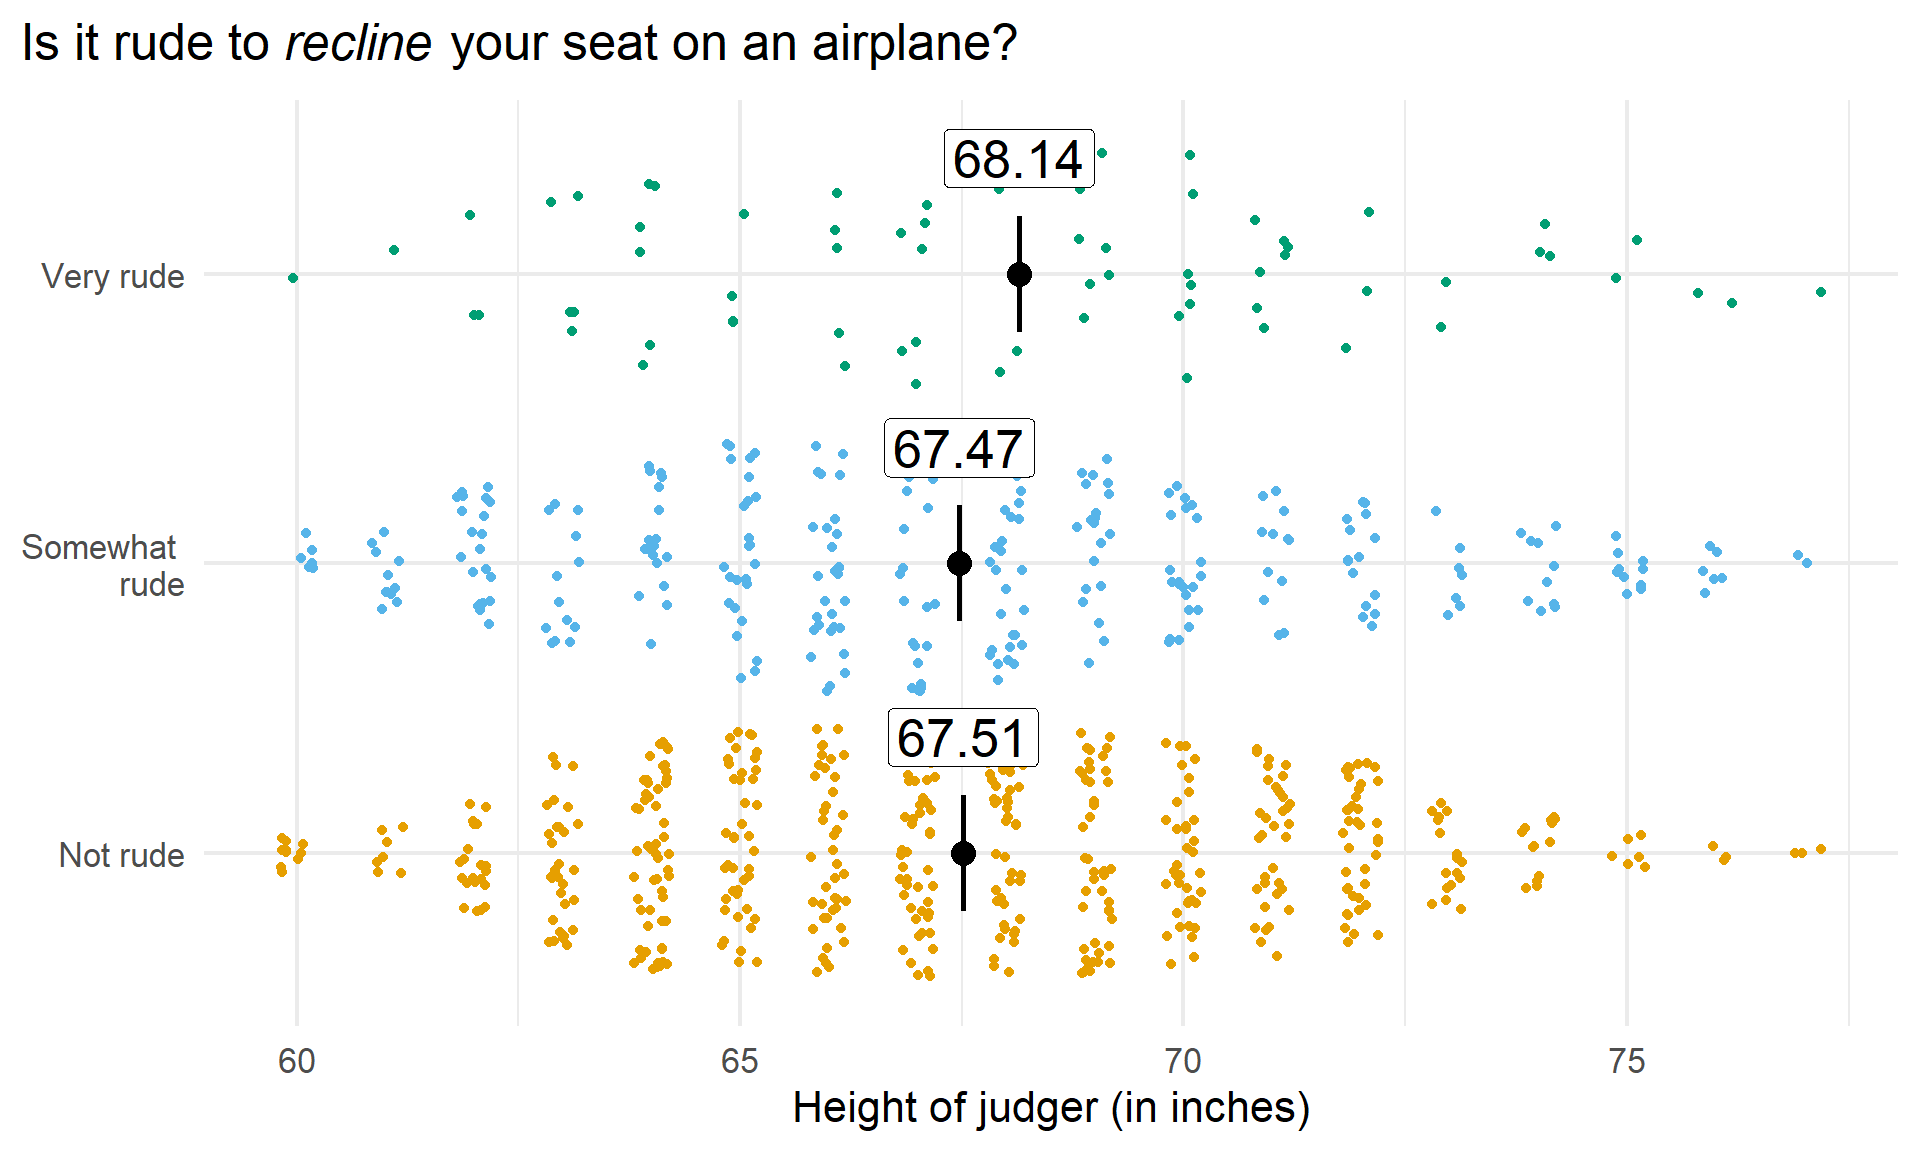 Is it rude to recline your seat on an airplane?
68.14
Very rude
67.47
Somewhat
rude
67.51
Not rude
60 65 70 75
Height of judger (in inches)